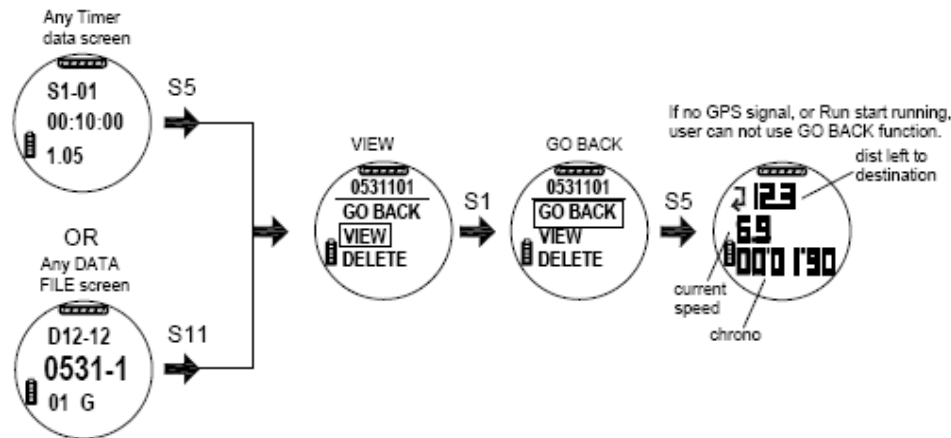 Any Timer
data screen
S1-01
00:10:00
1.05
S5
OR
Any DATA
FILE screen
D12-12
0531-1
01 G
S11
VIEW
0531101
GO BACK
VIEW
DELETE
S1
GO BACK
0531101
GO BACK
VIEW
DELETE
S5
If no GPS signal, or Run start running,
user can not use GO BACK function.
dist left to
destination
12.3
6.9
00'01'90
current
speed
chrono